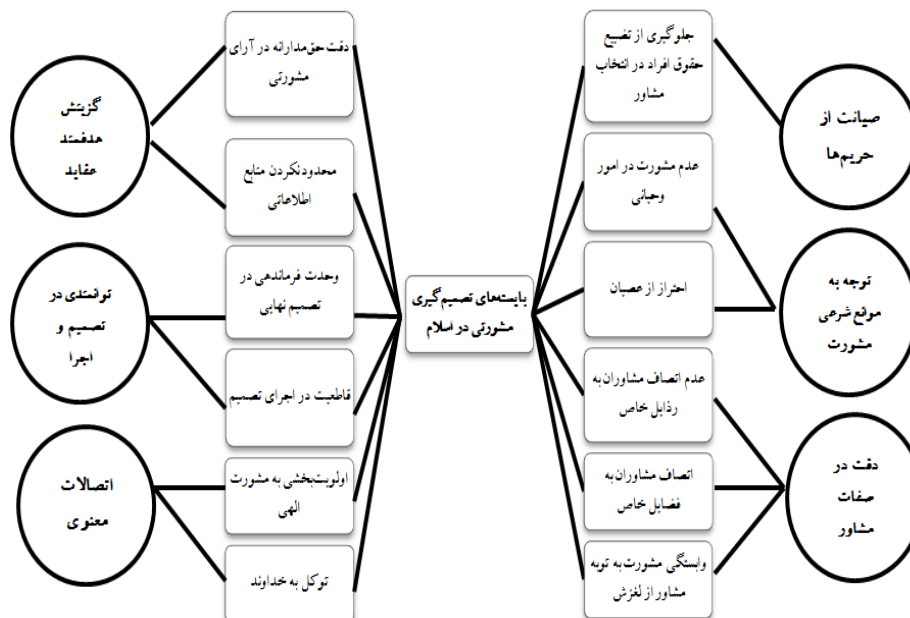 صیانت از
حریم‌ها
توجه به
موانع شرعی
مشورت
دقت در
صفات
مشاور
جلوگیری از تضییع
حقوق افراد در انتخاب
مشاور
عدم مشورت در امور
وحیانی
احتراز از عصیان
عدم اتصاف مشاوران به
رذایل خاص
اتصاف مشاوران به
فضایل خاص
وابستگی مشورت به توبه
مشاور از لغزش
بایسته‌های تصمیم‌گیری
مشورتی در اسلام
دقت حق‌مدارانه در آرای
مشورتی
محدودنکردن منابع
اطلاعاتی
وحدت فرماندهی در
تصمیم نهایی
قاطعیت در اجرای تصمیم
اولویت‌بخشی به مشورت
الهی
توکل به خداوند
گزینش
هدفمند
عقاید
توانمندی در
تصمیم و
اجرا
اتصالات
معنوی